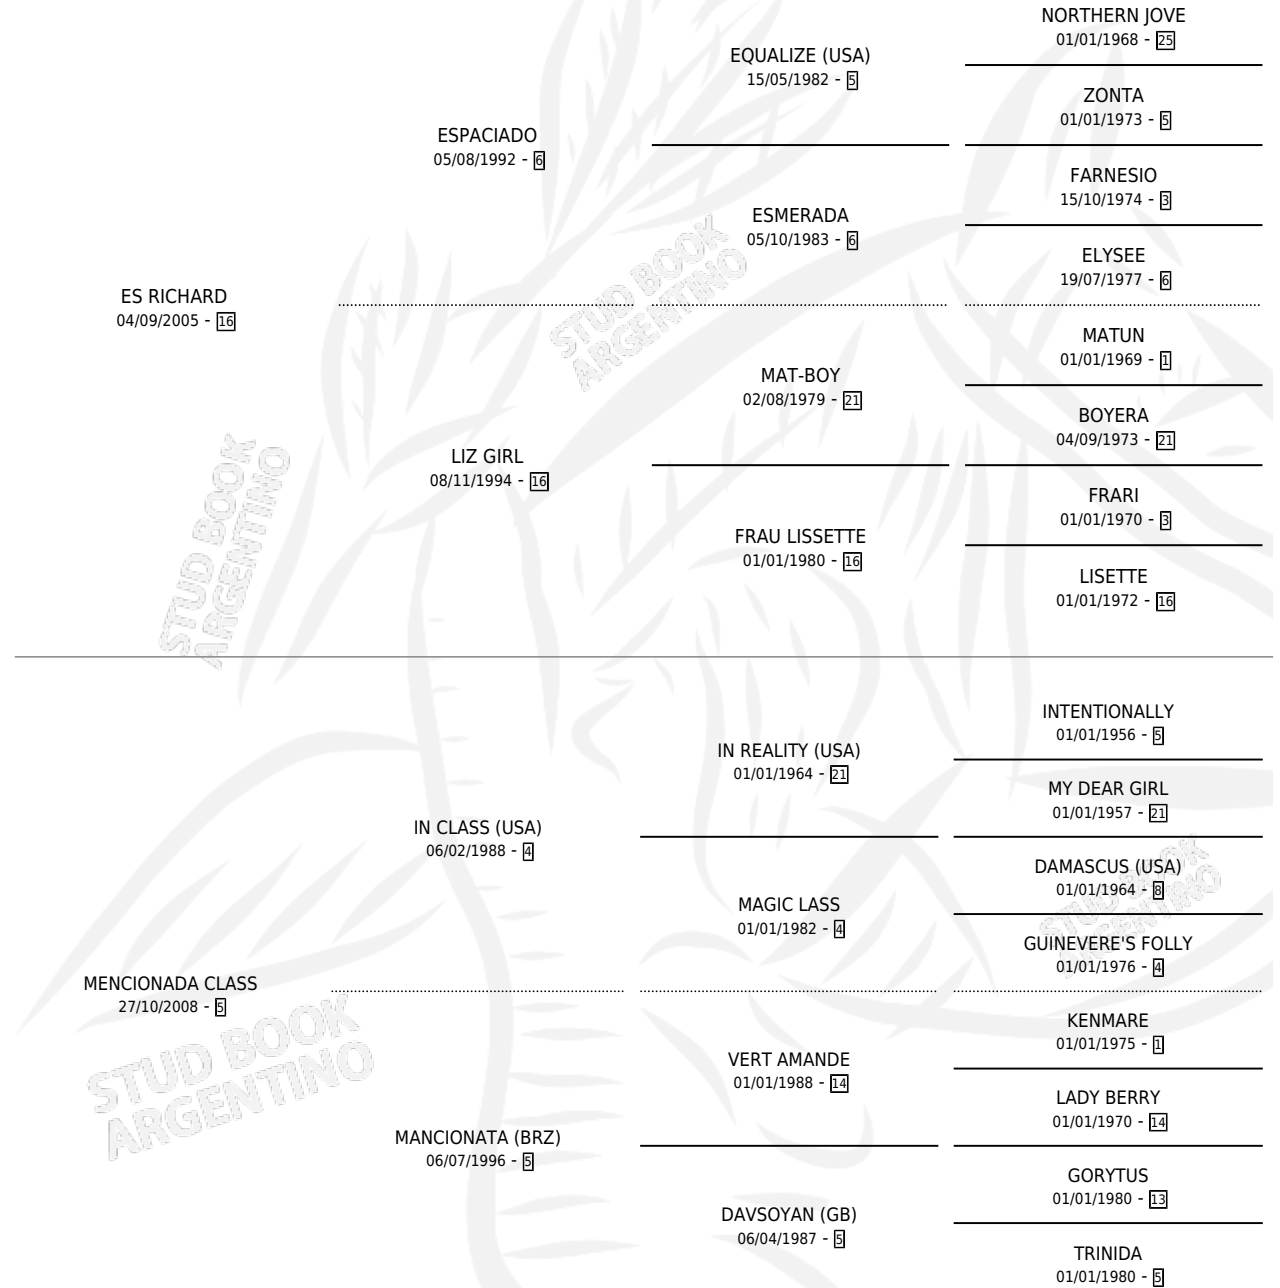 NORTHERN JOVE
01/01/1968 - 25
EQUALIZE (USA)
15/05/1982 - 5
ZONTA
01/01/1973 - 5
ESPACIADO
05/08/1992 - 6
FARNESIO
15/10/1974 - 3
ESMERADA
05/10/1983 - 6
ELYSEE
19/07/1977 - 6
ES RICHARD
04/09/2005 - 16
MATUN
01/01/1969 - 1
MAT-BOY
02/08/1979 - 21
BOYERA
04/09/1973 - 21
LIZ GIRL
08/11/1994 - 16
FRARI
01/01/1970 - 3
FRAU LISSETTE
01/01/1980 - 16
LISETTE
01/01/1972 - 16
INTENTIONALLY
01/01/1956 - 5
IN REALITY (USA)
01/01/1964 - 21
MY DEAR GIRL
01/01/1957 - 21
IN CLASS (USA)
06/02/1988 - 4
DAMASCUS (USA)
01/01/1964 - 8
MAGIC LASS
01/01/1982 - 4
GUINEVERE'S FOLLY
01/01/1976 - 4
MENCIONADA CLASS
27/10/2008 - 5
KENMARE
01/01/1975 - 1
VERT AMANDE
01/01/1988 - 14
LADY BERRY
01/01/1970 - 14
MANCIONATA (BRZ)
06/07/1996 - 5
GORYTUS
01/01/1980 - 13
DAVSOYAN (GB)
06/04/1987 - 5
TRINIDA
01/01/1980 - 5
STUD BOOK
ARGENTINO
STUD BOOK
ARGENTINO
STUD BOOK
ARGENTINO
STUD BOOK
ARGENTINO